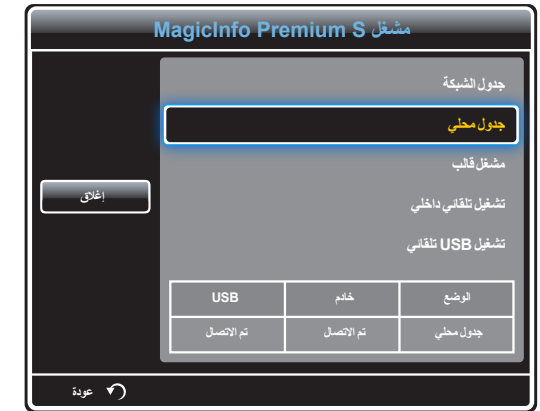 مشغل MagicInfo Premium S
جدول الشبكة
جدول محلي
مشغل قالب
تشغيل تلقائي داخلي
تشغيل USB تلقائي
إغلاق
الوضع خادم USB
جدول محلي تم الاتصال تم الاتصال
عودة